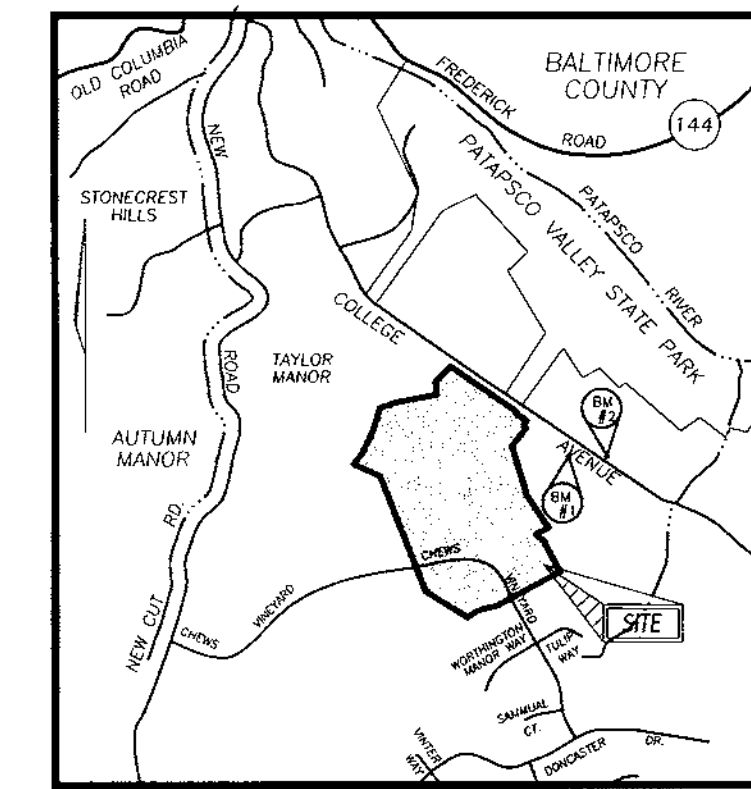 OLD COLUMBIA
ROAD
FREDERICK
ROAD
BALTIMORE
COUNTY
144
NEW
ROAD
STONECREST
HILLS
PATAPSCO
RIVER
PATAPSCO VALLEY STATE PARK
COLLEGE
AVENUE
TAYLOR
MANOR
BM
#2
AUTUMN
MANOR
BM
#1
RD.
NEW CUT
CHEWS
VINEYARD
CHEWS
VINEYARD
SITE
WORTHINGTON
MANOR WAY
TULIP
WAY
SAMMUAL
CT.
VINTER
WAY
DONCASTER
DR.